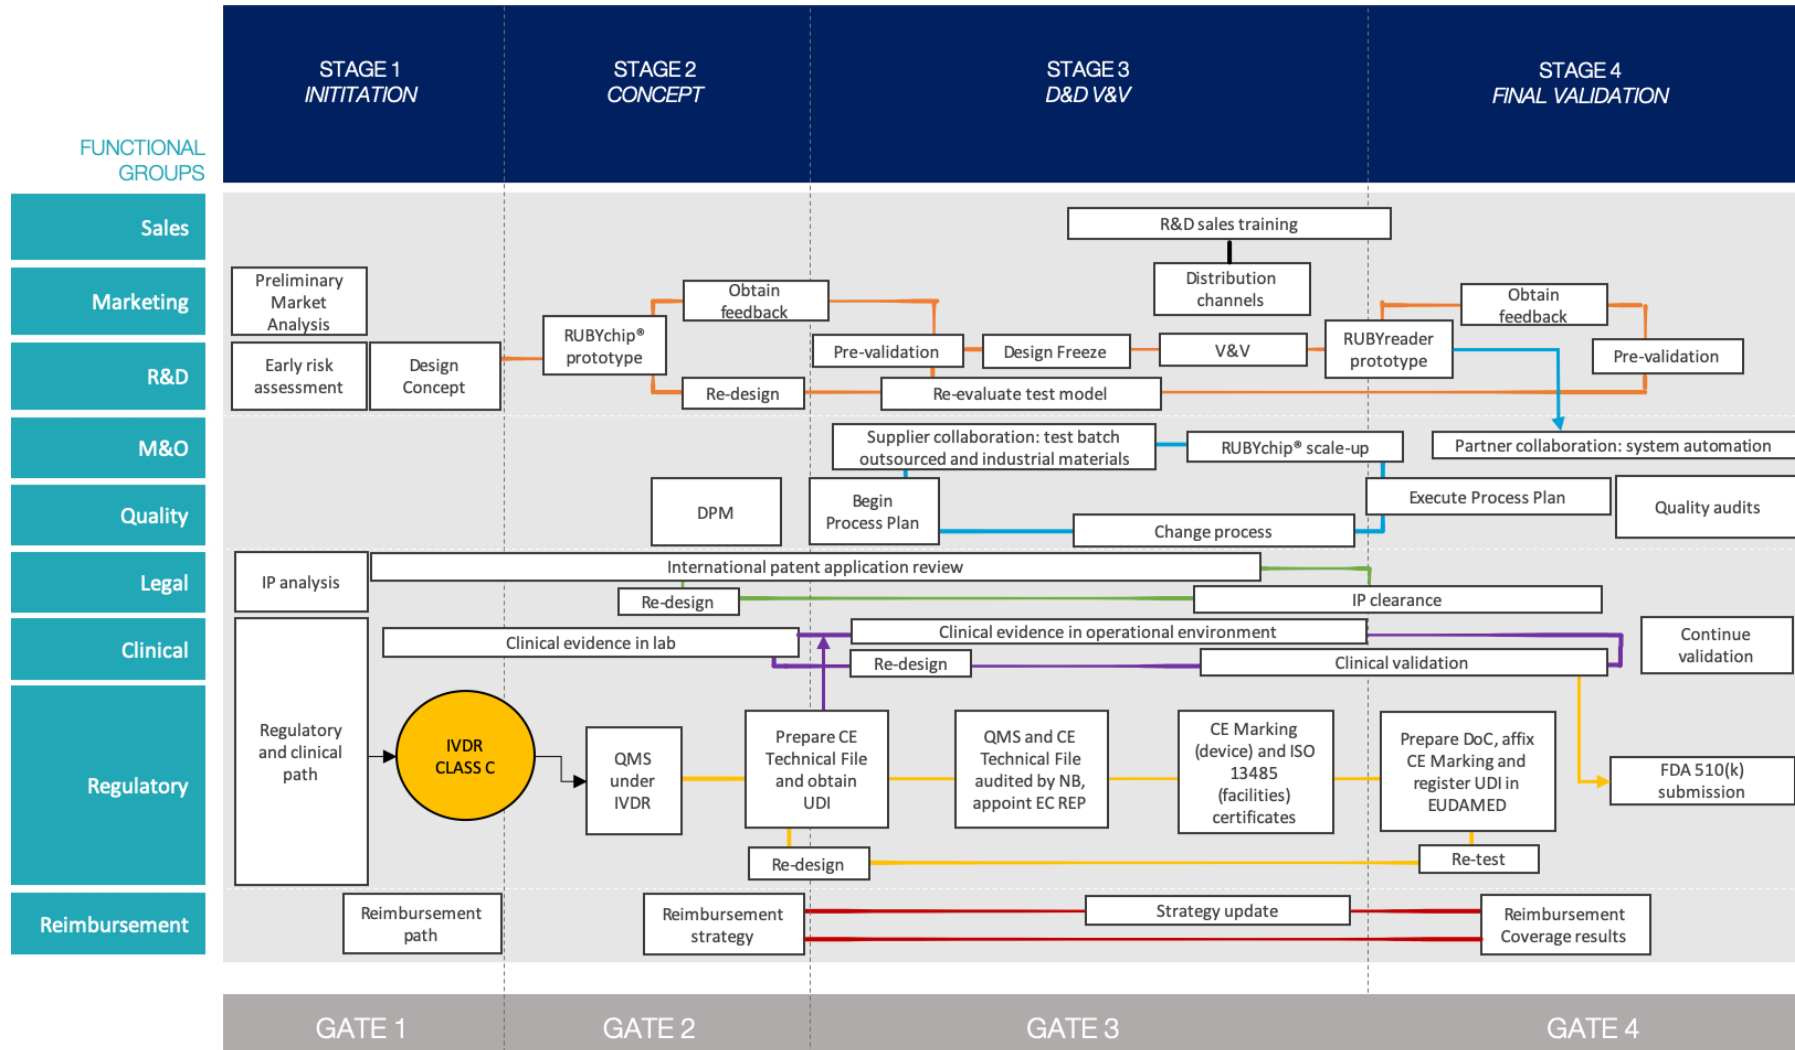 STAGE 1
INITITATION
STAGE 2
CONCEPT
STAGE 3
D&D V&V
STAGE 4
FINAL VALIDATION
FUNCTIONAL
GROUPS
Sales
R&D sales training
Marketing
Preliminary
Market
Analysis
Obtain
feedback
Distribution
channels
Obtain
feedback
R&D
Early risk
assessment
Design
Concept
RUBYchip®
prototype
Re-design
Pre-validation
Design Freeze
V&V
Re-evaluate test model
RUBYreader
prototype
Pre-validation
M&O
Supplier collaboration: test batch
outsourced and industrial materials
RUBYchip® scale-up
Partner collaboration: system automation
Quality
DPM
Begin
Process Plan
Change process
Execute Process Plan
Quality audits
Legal
IP analysis
International patent application review
Re-design
IP clearance
Clinical
Clinical evidence in lab
Clinical evidence in operational environment
Re-design
Clinical validation
Continue
validation
Regulatory
Regulatory
and clinical
path
IVDR
CLASS C
QMS
under
IVDR
Prepare CE
Technical File
and obtain
UDI
QMS and CE
Technical File
audited by NB,
appoint EC REP
CE Marking
(device) and ISO
13485
(facilities)
certificates
Prepare DoC, affix
CE Marking and
register UDI in
EUDAMED
FDA 510(k)
submission
Re-design
Re-test
Reimbursement
Reimbursement
path
Reimbursement
strategy
Strategy update
Reimbursement
Coverage results
GATE 1
GATE 2
GATE 3
GATE 4